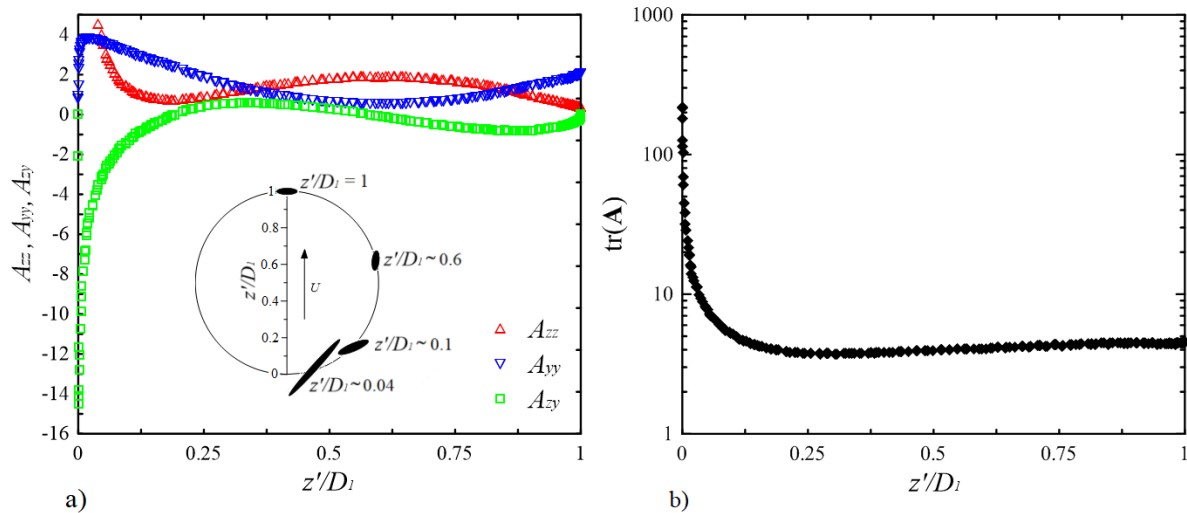 4
2
0
-2
-4
-6
-8
-10
-12
-14
-16
Azz , Ayy, Azy
0
0.25
0.5
0.75
1
z'/D₁
a)
z'/D₁ = 1
1
0.8
0.6
0.4
0.2
0
z'/D₁
U
z'/D₁ ~ 0.6
z'/D₁ ~ 0.1
z'/D₁ ~ 0.04
Azz
Ayy
Azy
1000
100
10
1
tr(A)
0
0.25
0.5
0.75
1
z'/D₁
b)